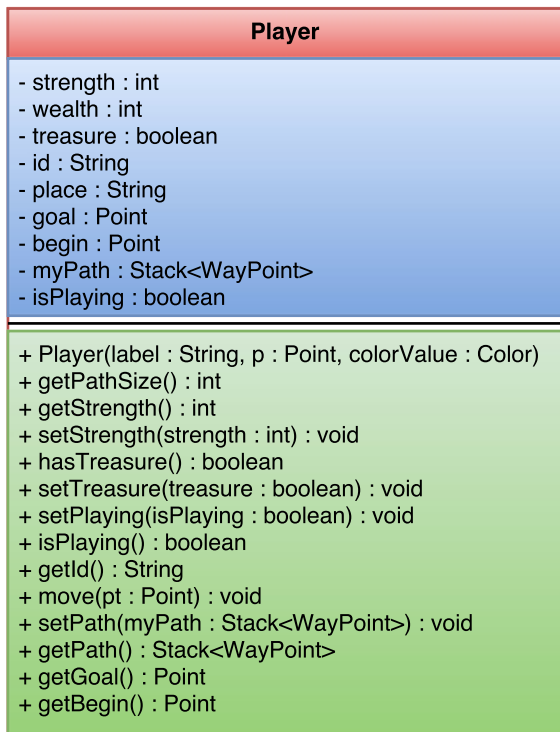 Player
- strength : int
- wealth : int
- treasure : boolean
- id : String
- place : String
- goal : Point
- begin : Point
- myPath : Stack<WayPoint>
- isPlaying : boolean
+ Player(label : String, p : Point, colorValue : Color)
+ getPathSize() : int
+ getStrength() : int
+ setStrength(strength : int) : void
+ hasTreasure() : boolean
+ setTreasure(treasure : boolean) : void
+ setPlaying(isPlaying : boolean) : void
+ isPlaying() : boolean
+ getId() : String
+ move(pt : Point) : void
+ setPath(myPath : Stack<WayPoint>) : void
+ getPath() : Stack<WayPoint>
+ getGoal() : Point
+ getBegin() : Point